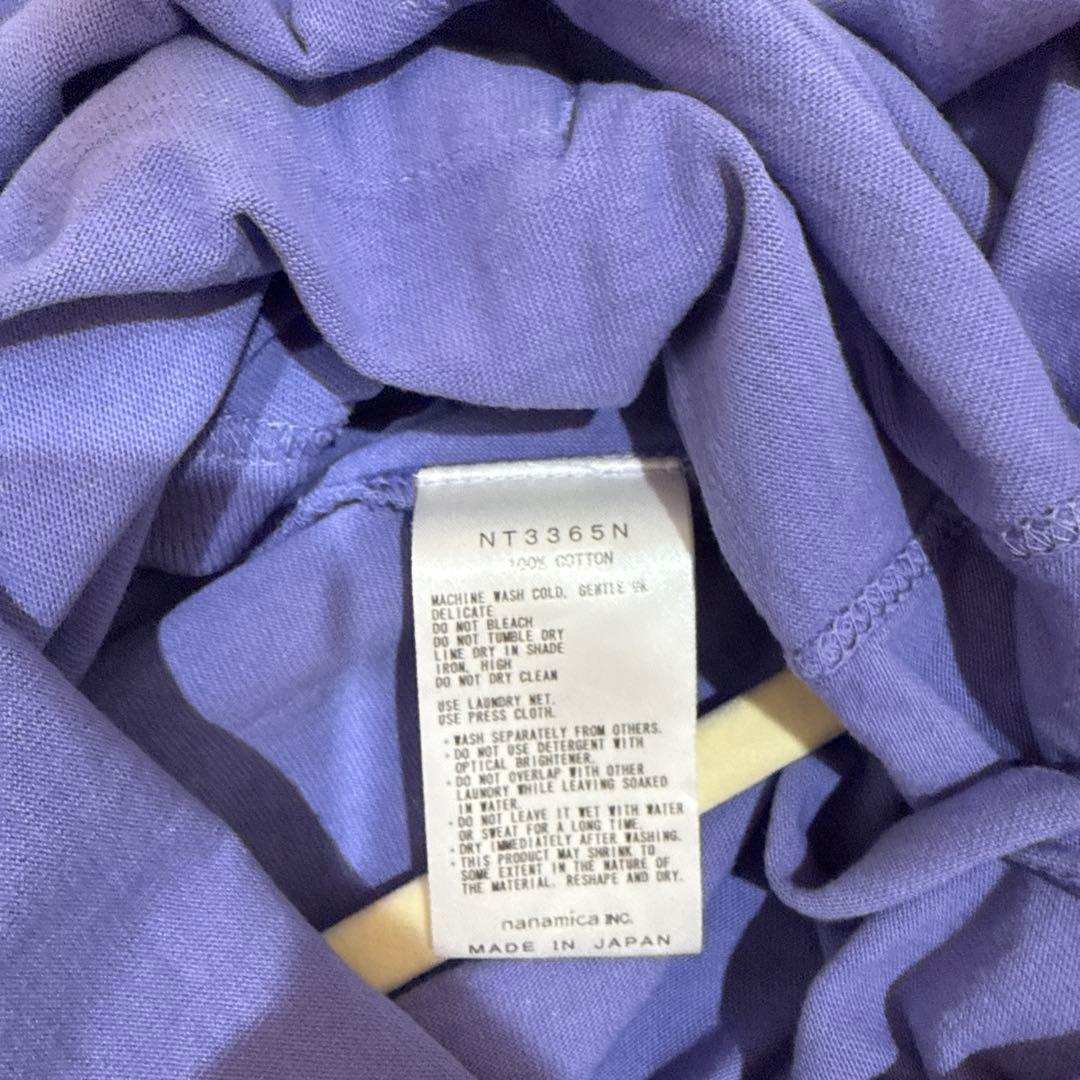 NT3365N
100% COTTON
MACHINE WASH COLD, GENTLE OR
DELICATE
DO NOT BLEACH
DO NOT TUMBLE DRY
LINE DRY IN SHADE
IRON, HIGH
DO NOT DRY CLEAN
USE LAUNDRY NET.
USE PRESS CLOTH.
・WASH SEPARATELY FROM OTHERS.
・DO NOT USE DETERGENT WITH
OPTICAL BRIGHTENER.
・DO NOT OVERLAP WITH OTHER
LAUNDRY WHILE LEAVING SOAKED
IN WATER.
・DO NOT LEAVE IT WET WITH WATER
OR SWEAT FOR A LONG TIME.
・DRY IMMEDIATELY AFTER WASHING.
・THIS PRODUCT MAY SHRINK TO
SOME EXTENT IN THE NATURE OF
THE MATERIAL. RESHAPE AND DRY.
nanamica INC.
MADE IN JAPAN